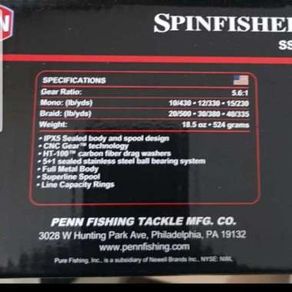 N
SPINFISHER
SS
SPECIFICATIONS
Gear Ratio: 5.6:1
Mono: (lb/yds) 10/430 • 12/330 • 15/230
Braid: (lb/yds) 20/500 • 30/380 • 40/335
Weight: 18.5 oz • 524 grams
• IPX5 Sealed body and spool design
• CNC Gear™ technology
• HT-100™ carbon fiber drag washers
• 5+1 sealed stainless steel ball bearing system
• Full Metal Body
• Superline Spool
• Line Capacity Rings
PENN FISHING TACKLE MFG. CO.
3028 W Hunting Park Ave, Philadelphia, PA 19132
www.pennfishing.com
Pure Fishing, Inc., is a subsidiary of Newell Brands Inc., NYSE: NWL